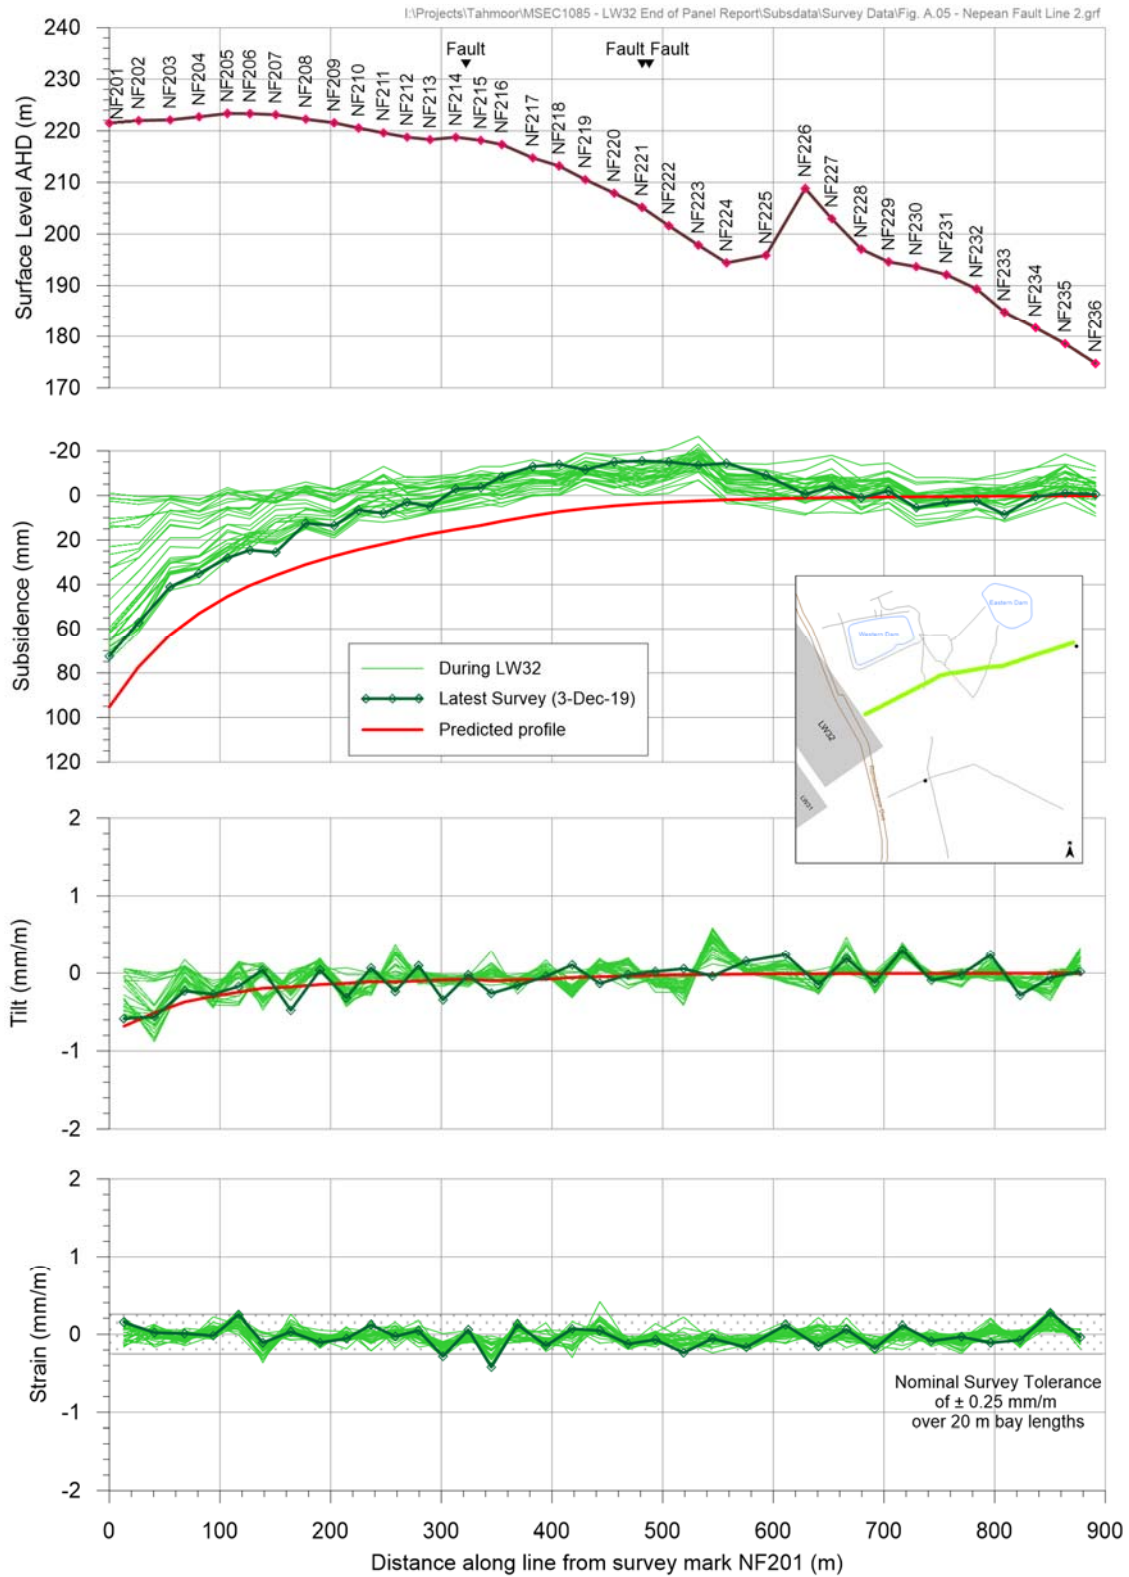 I:\Projects\Tahmoor\MSEC1085 - LW32 End of Panel Report\Subsdata\Survey Data\Fig. A.05 - Nepean Fault Line 2.grf
240
230
220
210
200
190
180
170
Surface Level AHD (m)
Fault
Fault Fault
NF201
NF202
NF203
NF204
NF205
NF206
NF207
NF208
NF209
NF210
NF211
NF212
NF213
NF214
NF215
NF216
NF217
NF218
NF219
NF220
NF221
NF222
NF223
NF224
NF225
NF226
NF227
NF228
NF229
NF230
NF231
NF232
NF233
NF234
NF235
NF236
-20
0
20
40
60
80
100
120
Subsidence (mm)
During LW32
Latest Survey (3-Dec-19)
Predicted profile
Eastern Dam
Western Dam
LW32
LW31
2
1
0
-1
-2
Tilt (mm/m)
2
1
0
-1
-2
Strain (mm/m)
Nominal Survey Tolerance
of ± 0.25 mm/m
over 20 m bay lengths
0 100 200 300 400 500 600 700 800 900
Distance along line from survey mark NF201 (m)